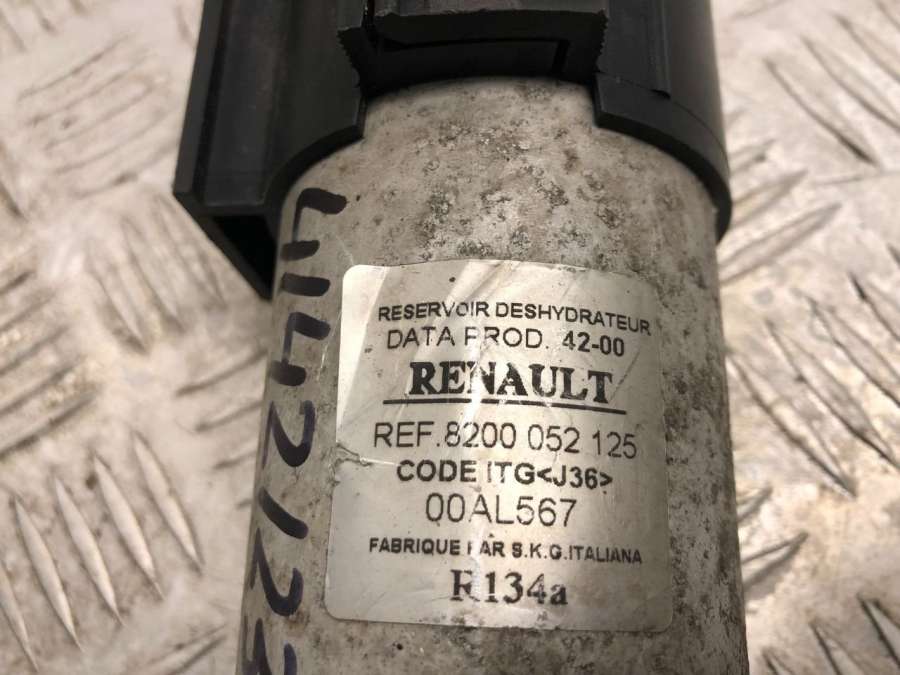 RESERVOIR DESHYDRATEUR
DATA PROD. 42-00
RENAULT
REF.8200 052 125
CODE ITG<J36>
00AL567
FABRIQUE PAR S.K.G.ITALIANA
R134a